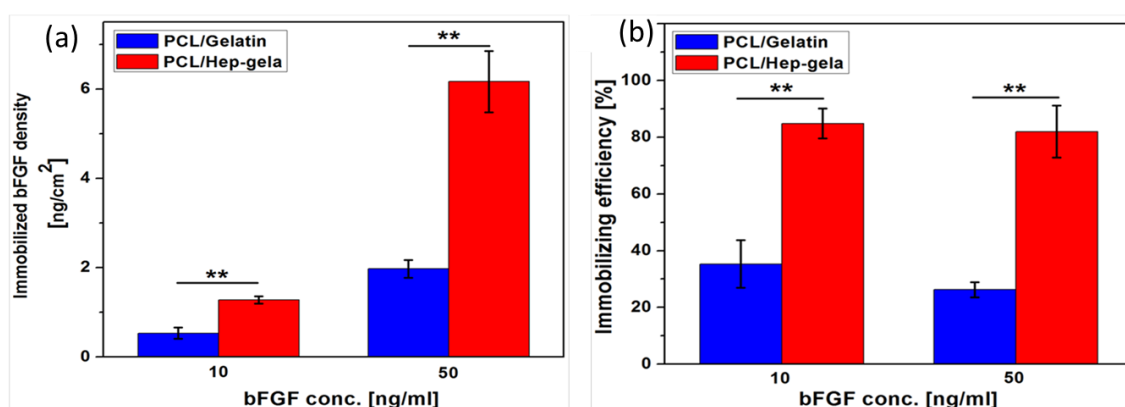 (a)
PCL/Gelatin
PCL/Hep-gela
**
**
6
4
2
0
Immobilized bFGF density
[ng/cm²]
10
50
bFGF conc. [ng/ml]
(b)
PCL/Gelatin
PCL/Hep-gela
**
**
100
80
60
40
20
0
Immobilizing efficiency [%]
10
50
bFGF conc. [ng/ml]